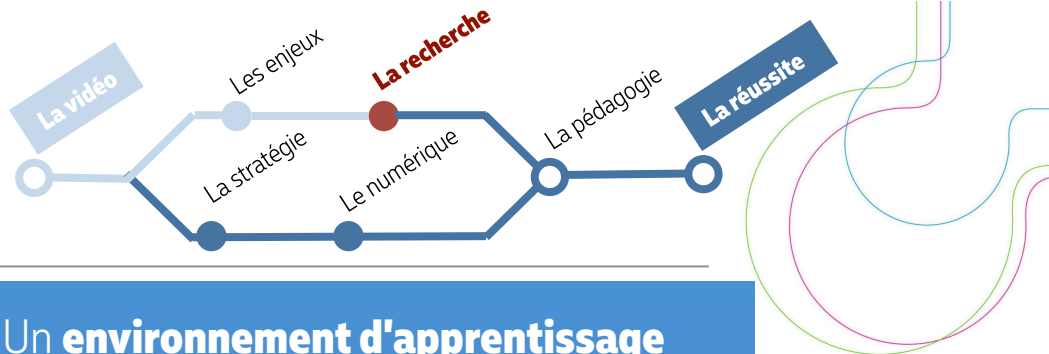 La vidéo
Les enjeux
La recherche
La stratégie
Le numérique
La pédagogie
La réussite
Un environnement d'apprentissage